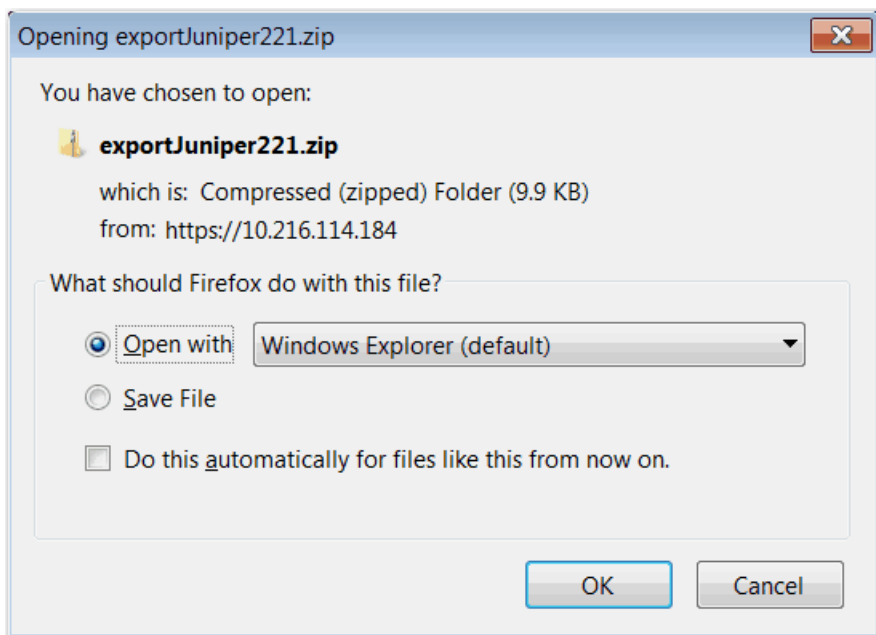 Opening exportJuniper221.zip
You have chosen to open:
exportJuniper221.zip
which is: Compressed (zipped) Folder (9.9 KB)
from: https://10.216.114.184
What should Firefox do with this file?
Open with Windows Explorer (default)
Save File
Do this automatically for files like this from now on.
OK Cancel